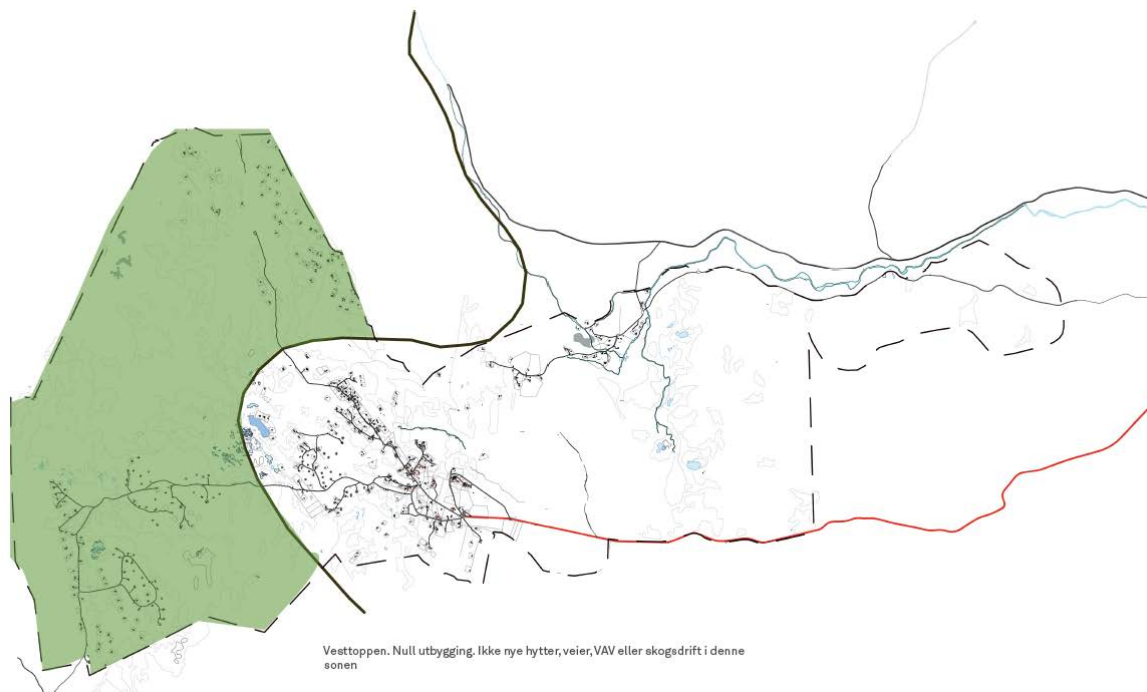 Vesttoppen. Null utbygging. Ikke nye hytter, veier, VAV eller skogsdrift i denne
sonen